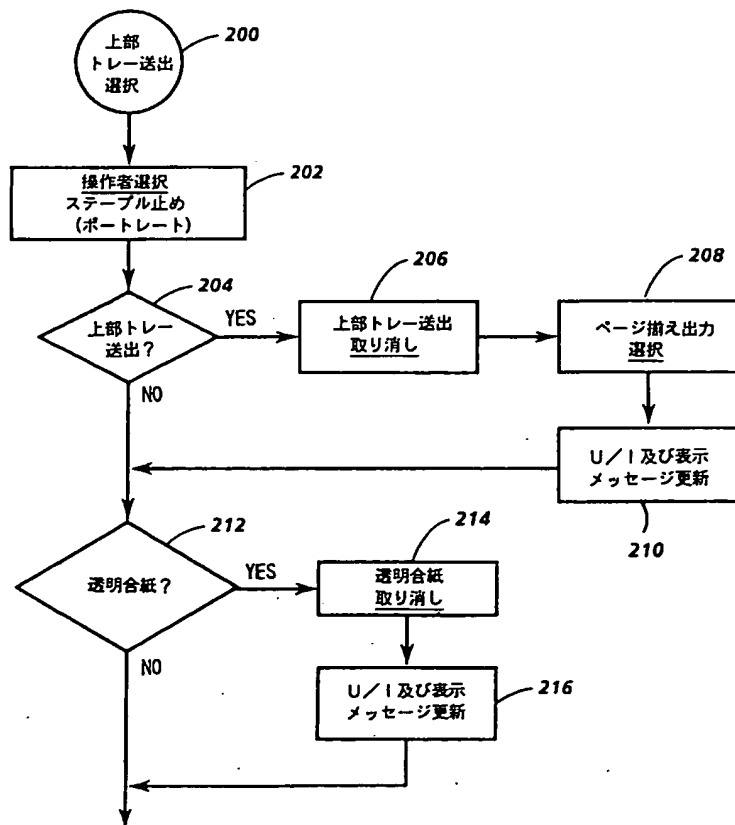 上部
トレー送出
選択
200
操作者選択
ステープル止め
(ポートレート)
202
上部トレー
送出?
204
YES
NO
上部トレー送出
取り消し
206
ページ揃え出力
選択
208
U/I及び表示
メッセージ更新
210
透明合紙?
212
YES
NO
透明合紙
取り消し
214
U/I及び表示
メッセージ更新
216